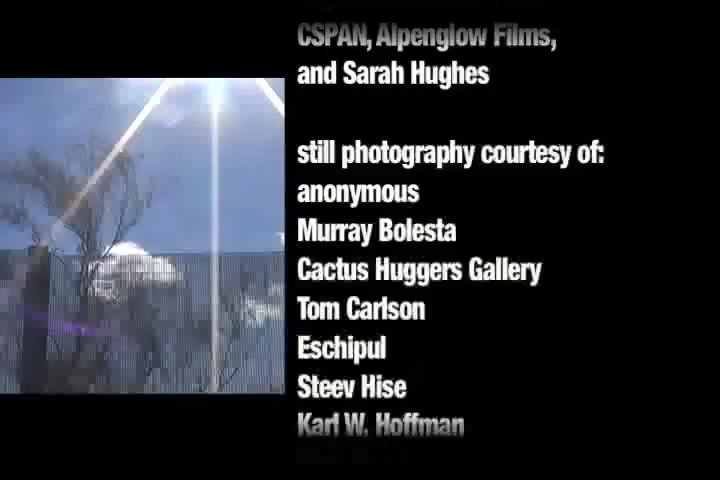 CSPAN, Alpenglow Films,
and Sarah Hughes
still photography courtesy of:
anonymous
Murray Bolesta
Cactus Huggers Gallery
Tom Carlson
Eschipul
Steev Hise
Karl W. Hoffman